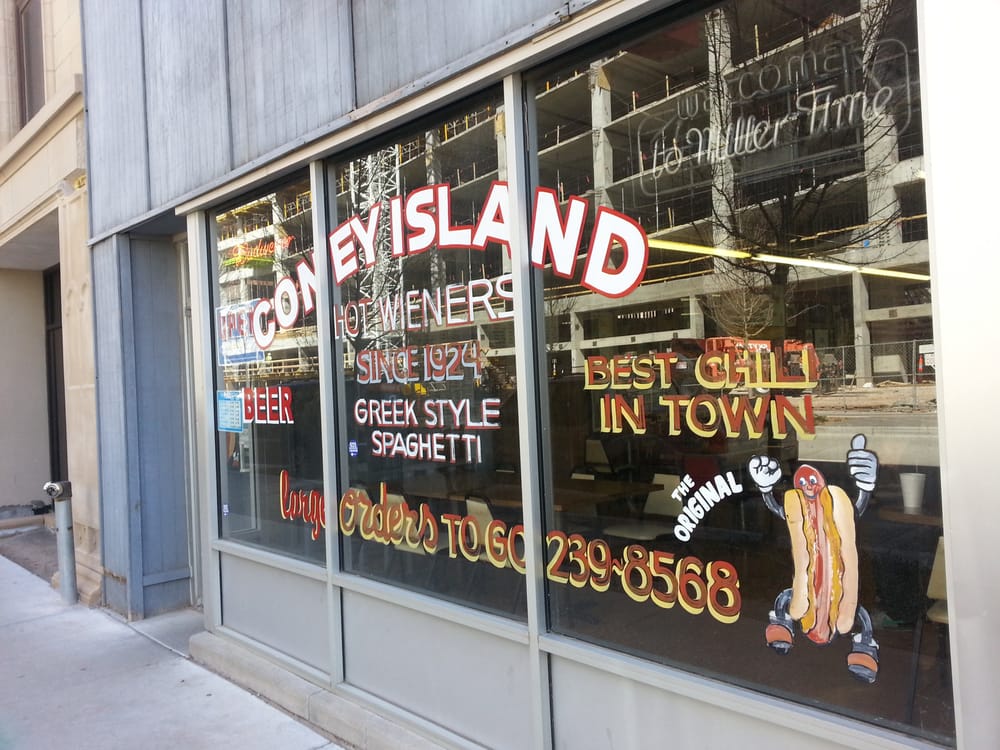 welcome
to Miller Time
Budweiser
CONEY ISLAND
HOT WIENERS
SINCE 1924
GREEK STYLE
SPAGHETTI
BEER
BEST CHILI
IN TOWN
THE
ORIGINAL
large orders TO GO 239-8568